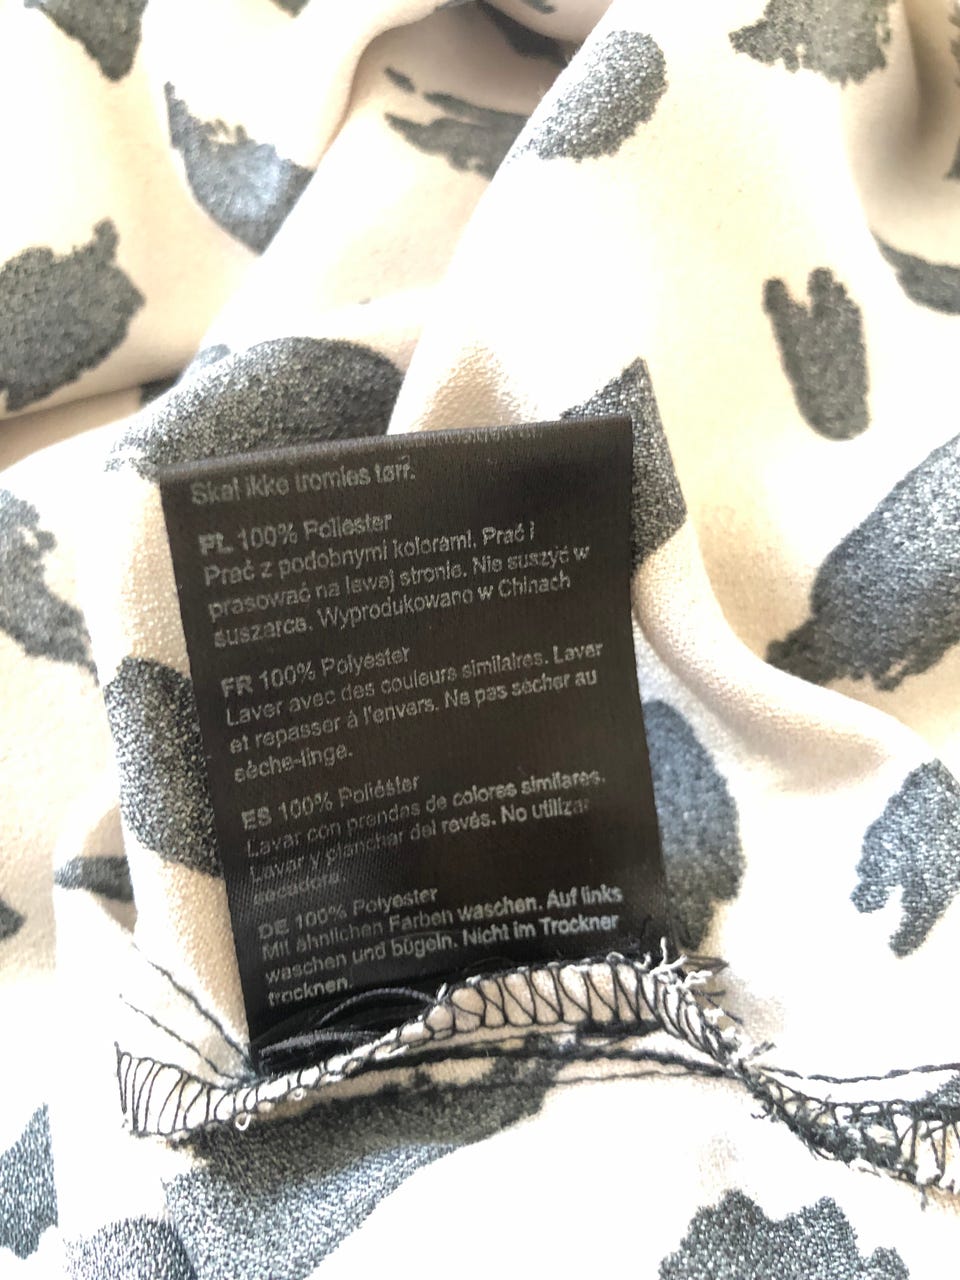 Skal ikke tromles tørr.
PL 100% Poliester
Prać z podobnymi kolorami. Prać i
prasować na lewej stronie. Nie suszyć w
suszarce. Wyprodukowano w Chinach
FR 100% Polyester
Laver avec des couleurs similaires. Laver
et repasser à l'envers. Ne pas sécher au
sèche-linge.
ES 100% Poliéster
Lavar con prendas de colores similares.
Lavar y planchar del revés. No utilizar
secadora.
DE 100% Polyester
Mit ähnlichen Farben waschen. Auf links
waschen und bügeln. Nicht im Trockner
trocknen.